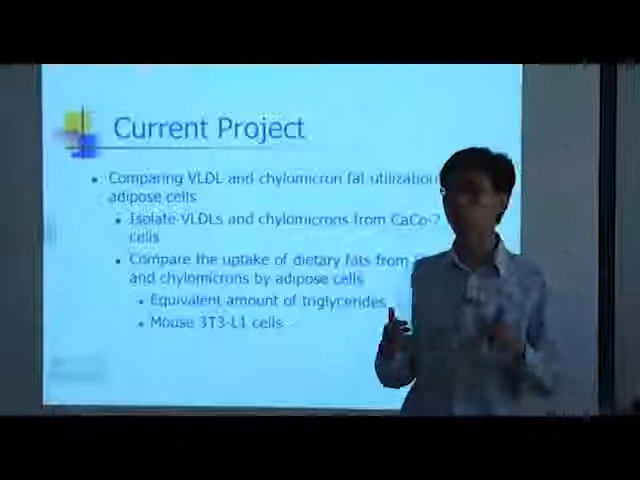 Current Project
Comparing VLDL and chylomicron fat utilization
adipose cells
Isolate VLDLs and chylomicrons from CaCo-2
cells
Compare the uptake of dietary fats from
and chylomicrons by adipose cells
Equivalent amount of triglycerides
Mouse 3T3-L1 cells